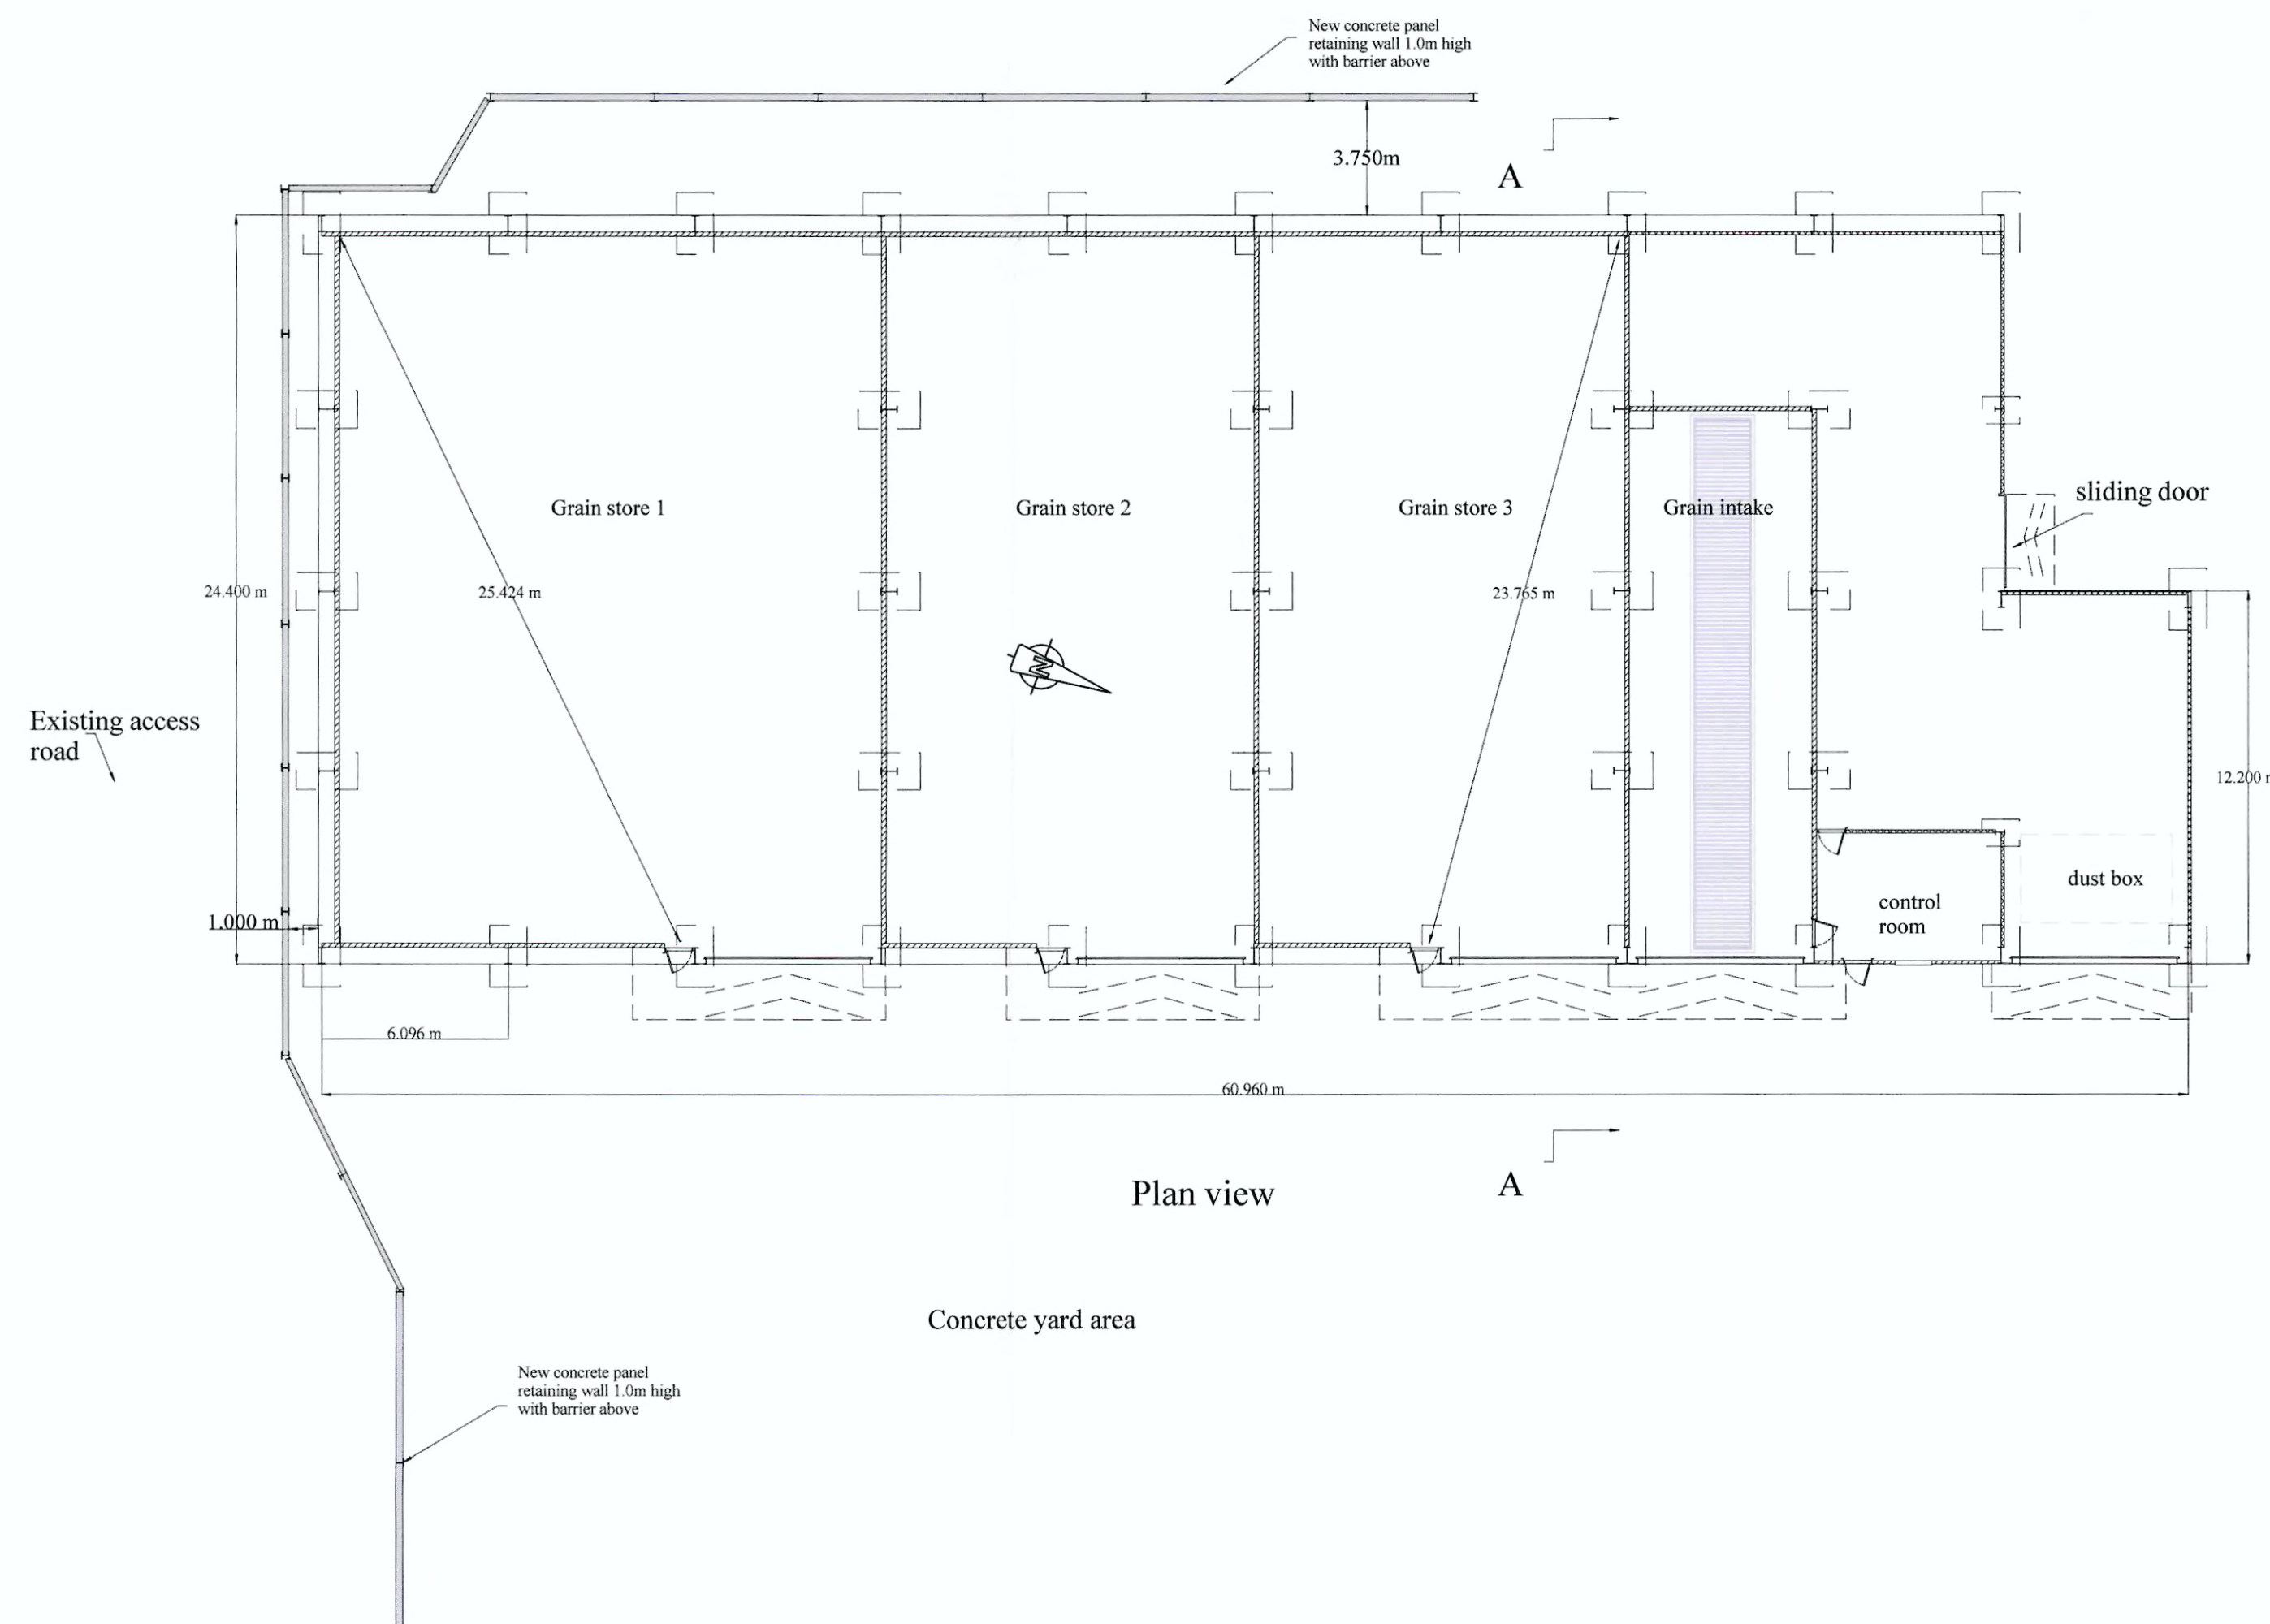 New concrete panel
retaining wall 1.0m high
with barrier above
3.750m
A
sliding door
Grain store 1
Grain store 2
Grain store 3
Grain intake
24.400 m
25.424 m
23.765 m
N
Existing access
road
12.200 m
1.000 m
control
room
dust box
6.096 m
60.960 m
Plan view
A
Concrete yard area
New concrete panel
retaining wall 1.0m high
with barrier above